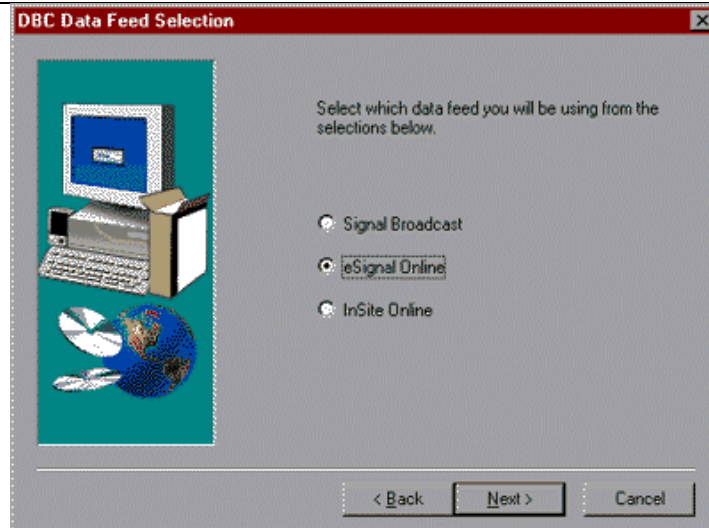 DBC Data Feed Selection
Select which data feed you will be using from the
selections below.
Signal Broadcast
eSignal Online
InSite Online
< Back
Next >
Cancel